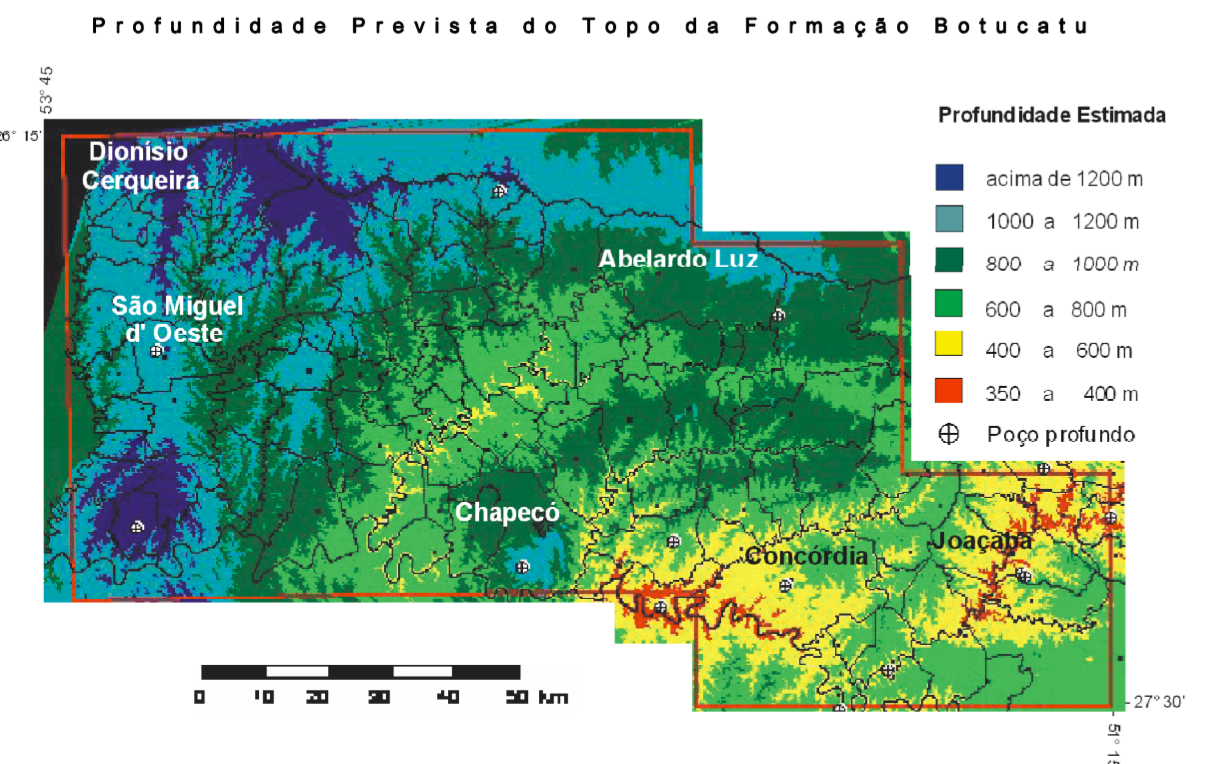 Profundidade Prevista do Topo da Formação Botucatu
53° 45
6° 15'
Dionísio
Cerqueira
São Miguel
d' Oeste
Abelardo Luz
Chapecó
Concórdia
Joaçaba
Profundidade Estimada
acima de 1200 m
1000 a 1200 m
800 a 1000 m
600 a 800 m
400 a 600 m
350 a 400 m
Poço profundo
0 10 20 30 40 50 km
27° 30'
51° 15